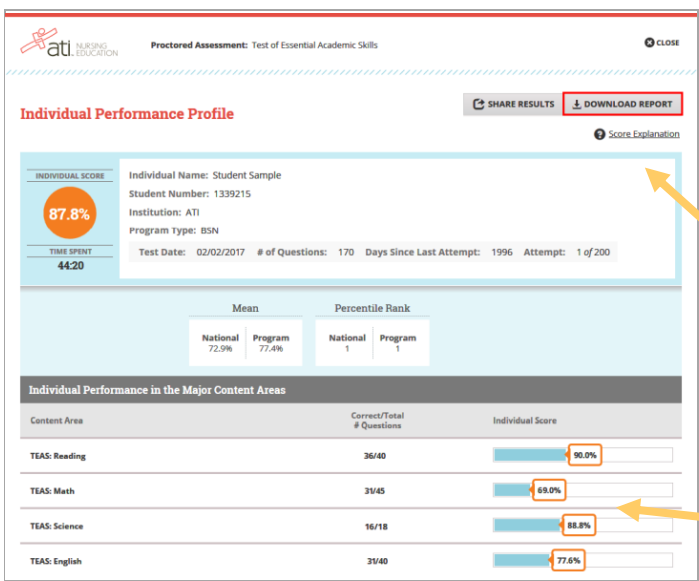 ati NURSING EDUCATION
Proctored Assessment: Test of Essential Academic Skills
CLOSE
Individual Performance Profile
SHARE RESULTS
DOWNLOAD REPORT
Score Explanation
INDIVIDUAL SCORE
87.8%
TIME SPENT
44:20
Individual Name: Student Sample
Student Number: 1339215
Institution: ATI
Program Type: BSN
Test Date: 02/02/2017 # of Questions: 170 Days Since Last Attempt: 1996 Attempt: 1 of 200
Mean Percentile Rank
National Program National Program
72.9% 77.4% 1 1
Individual Performance in the Major Content Areas
Content Area Correct/Total # Questions Individual Score
TEAS: Reading 36/40 90.0%
TEAS: Math 31/45 69.0%
TEAS: Science 16/18 88.8%
TEAS: English 31/40 77.6%